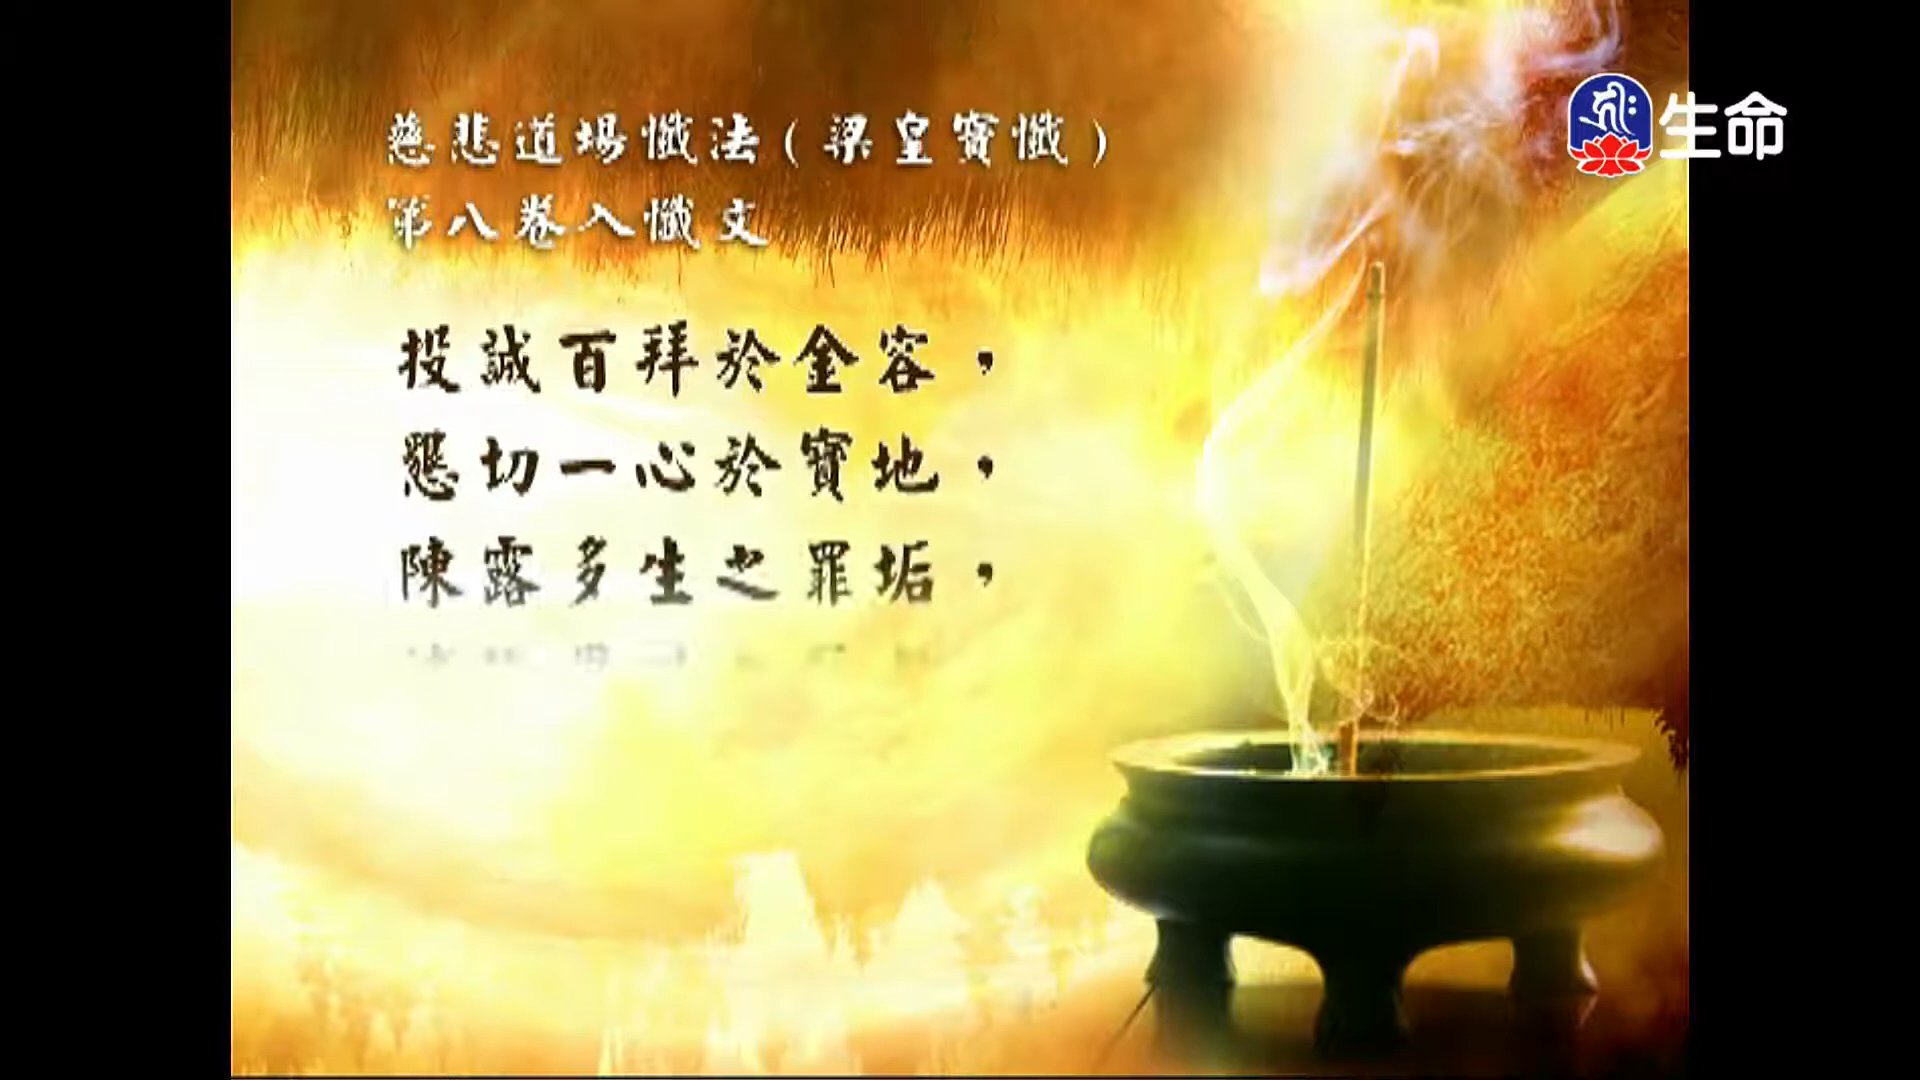 慈悲道場懺法(梁皇寶懺)
第八卷入懺文
生命
投誠百拜於金容，
懇切一心於寶地，
陳露多生之罪垢，